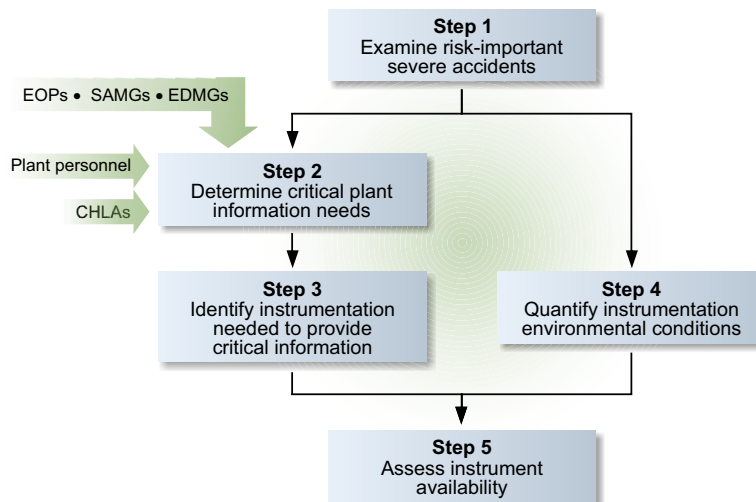 Step 1
Examine risk-important
severe accidents
EOPs • SAMGs • EDMGs
Plant personnel
CHLAs
Step 2
Determine critical plant
information needs
Step 3
Identify instrumentation
needed to provide
critical information
Step 4
Quantify instrumentation
environmental conditions
Step 5
Assess instrument
availability